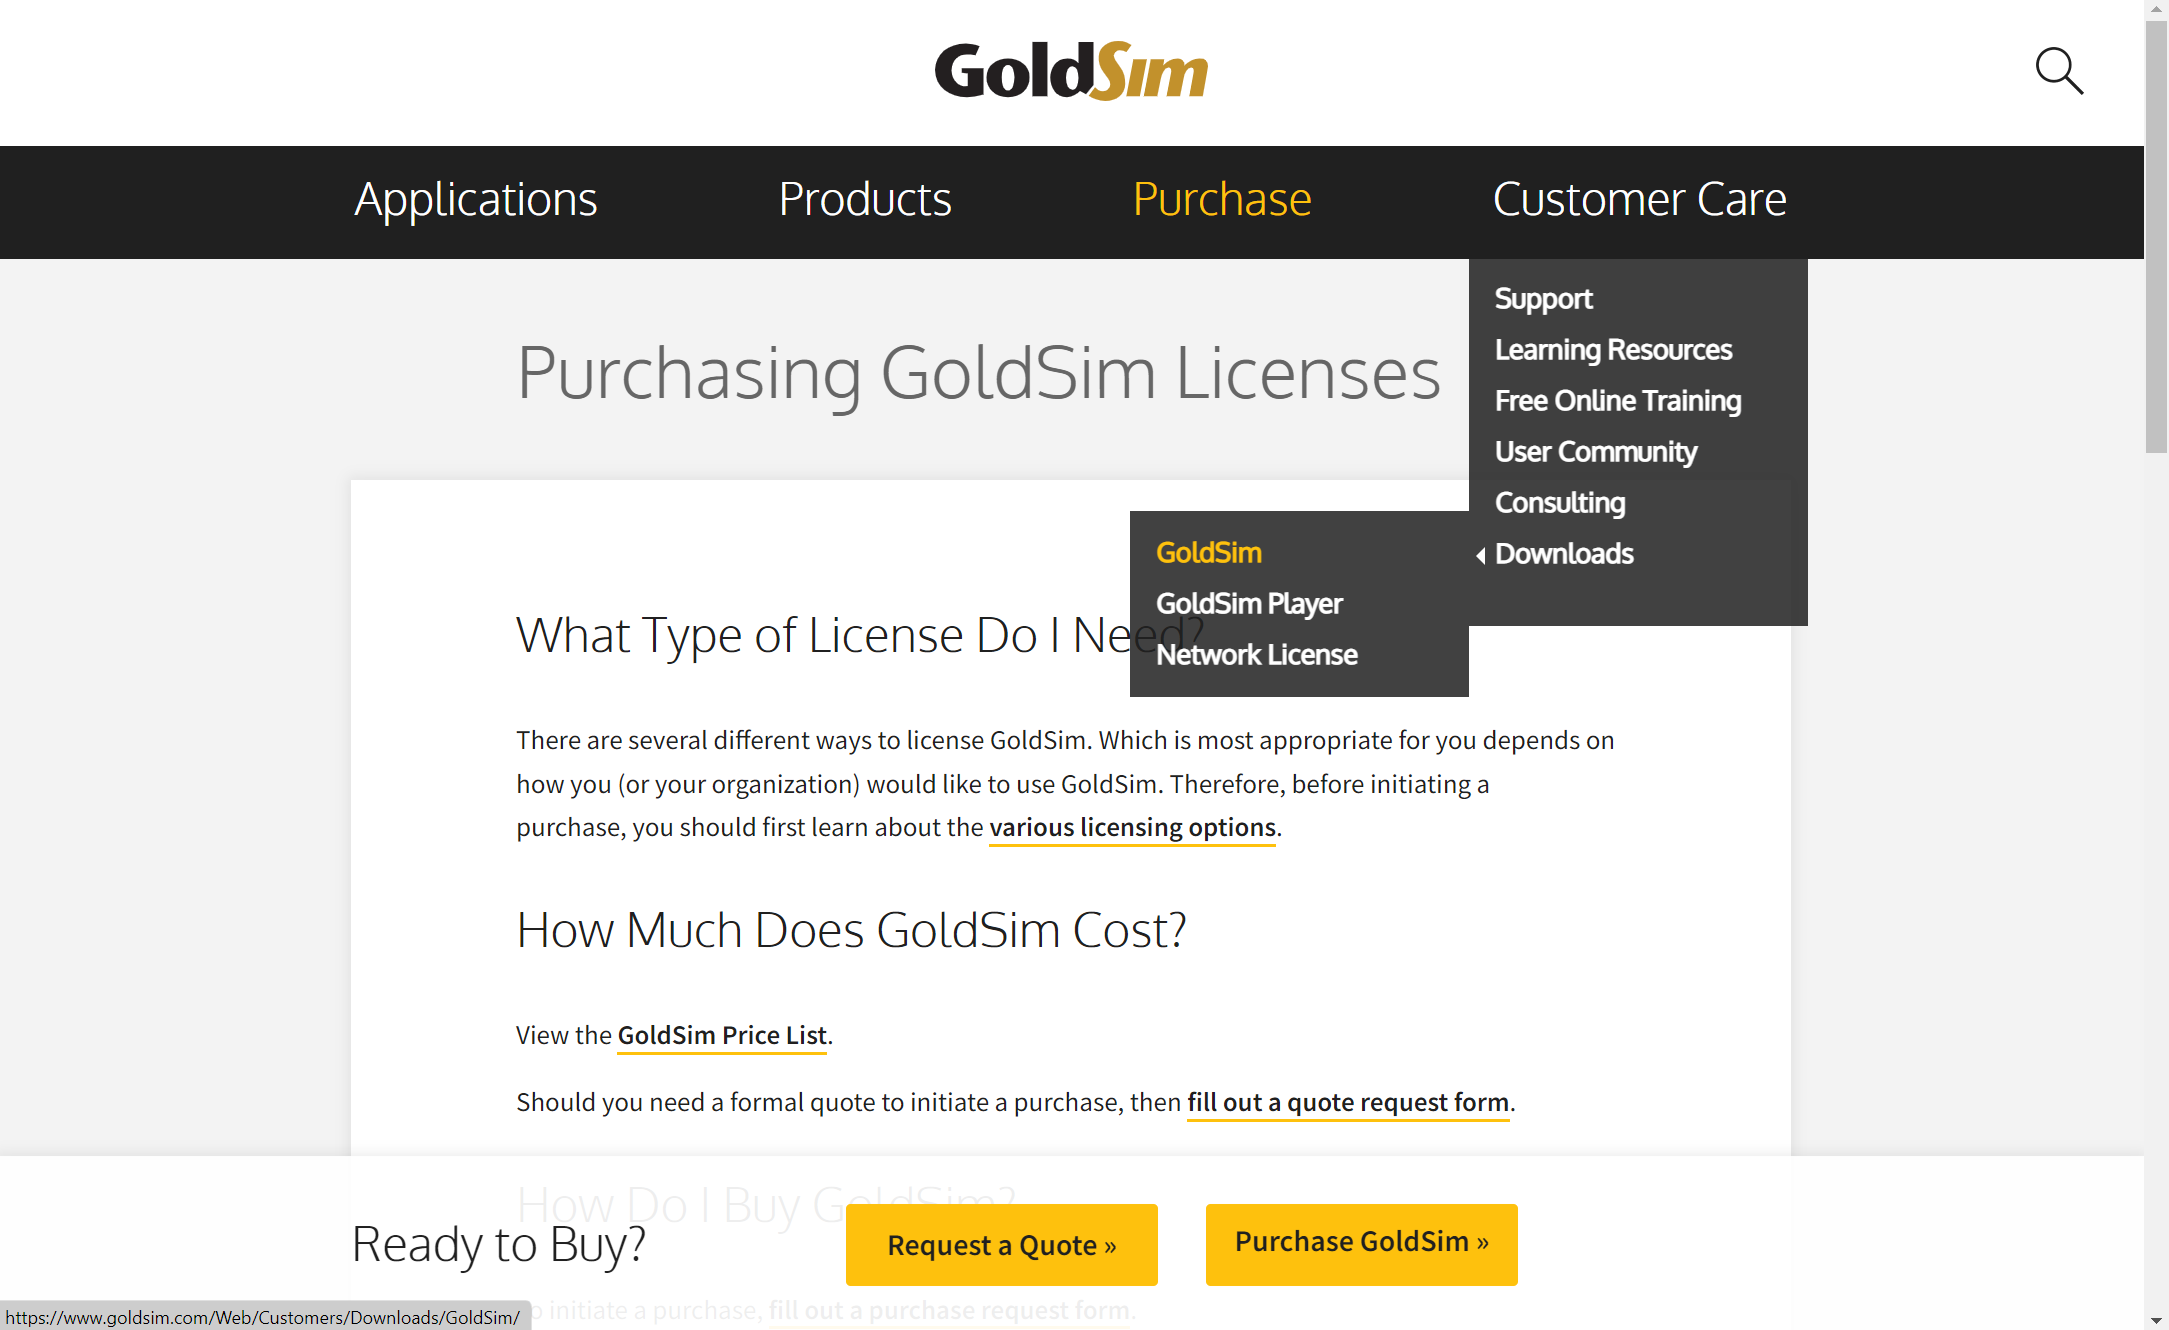 GoldSim
Applications
Products
Purchase
Customer Care
Support
Learning Resources
Free Online Training
User Community
Consulting
Downloads
GoldSim
GoldSim Player
Network License
Purchasing GoldSim Licenses
What Type of License Do I Need?
There are several different ways to license GoldSim. Which is most appropriate for you depends on
how you (or your organization) would like to use GoldSim. Therefore, before initiating a
purchase, you should first learn about the various licensing options.
How Much Does GoldSim Cost?
View the GoldSim Price List.
Should you need a formal quote to initiate a purchase, then fill out a quote request form.
How Do I Buy GoldSim?
Ready to Buy?
Request a Quote »
Purchase GoldSim »
initiate a purchase, fill out a purchase request form.
https://www.goldsim.com/Web/Customers/Downloads/GoldSim/